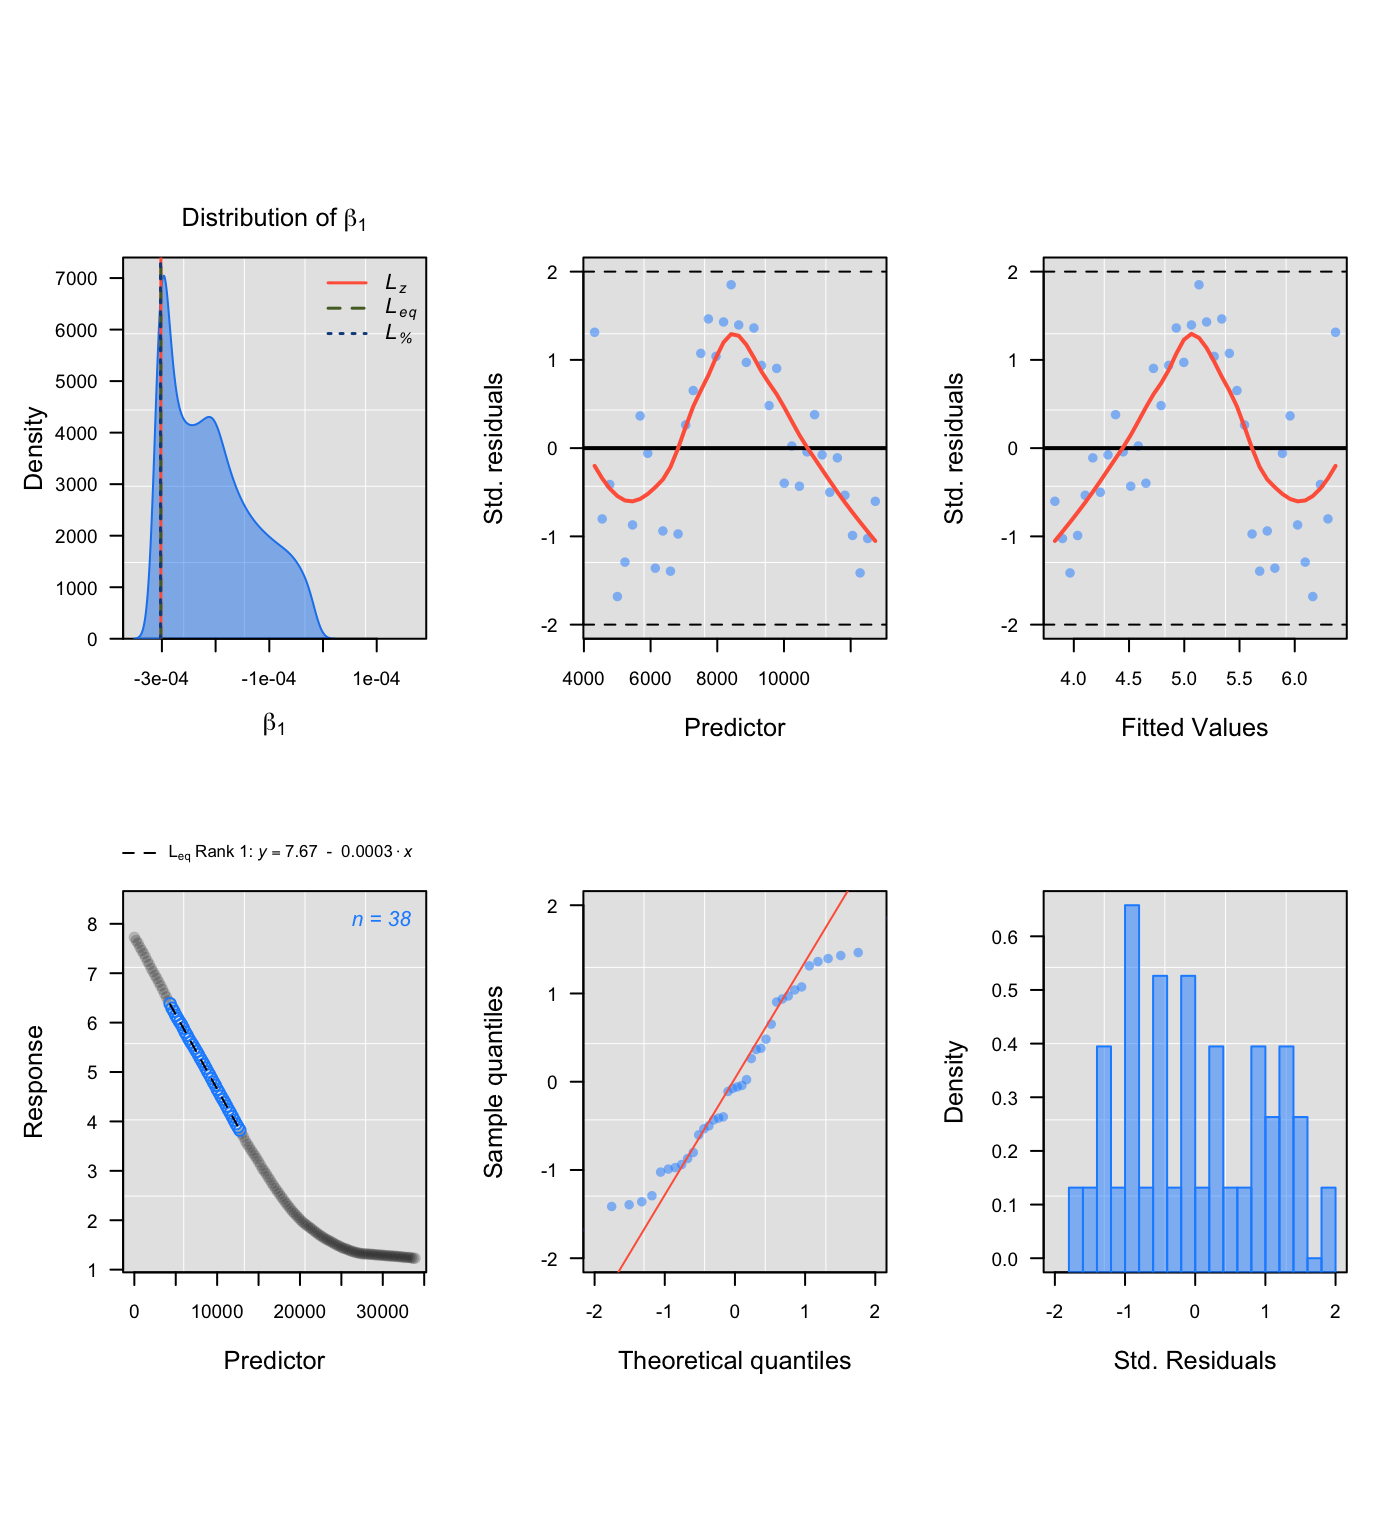 Distribution of β1
Density
7000
6000
5000
4000
3000
2000
1000
0
-3e-04
-1e-04
1e-04
β1
Lz
Leq
L%
Std. residuals
2
1
0
-1
-2
4000
6000
8000
10000
Predictor
Std. residuals
2
1
0
-1
-2
4.0
4.5
5.0
5.5
6.0
Fitted Values
Leq Rank 1: y = 7.67 - 0.0003 · x
n = 38
Response
8
7
6
5
4
3
2
1
0
10000
20000
30000
Predictor
Sample quantiles
2
1
0
-1
-2
-2
-1
0
1
2
Theoretical quantiles
Density
0.6
0.5
0.4
0.3
0.2
0.1
0.0
-2
-1
0
1
2
Std. Residuals